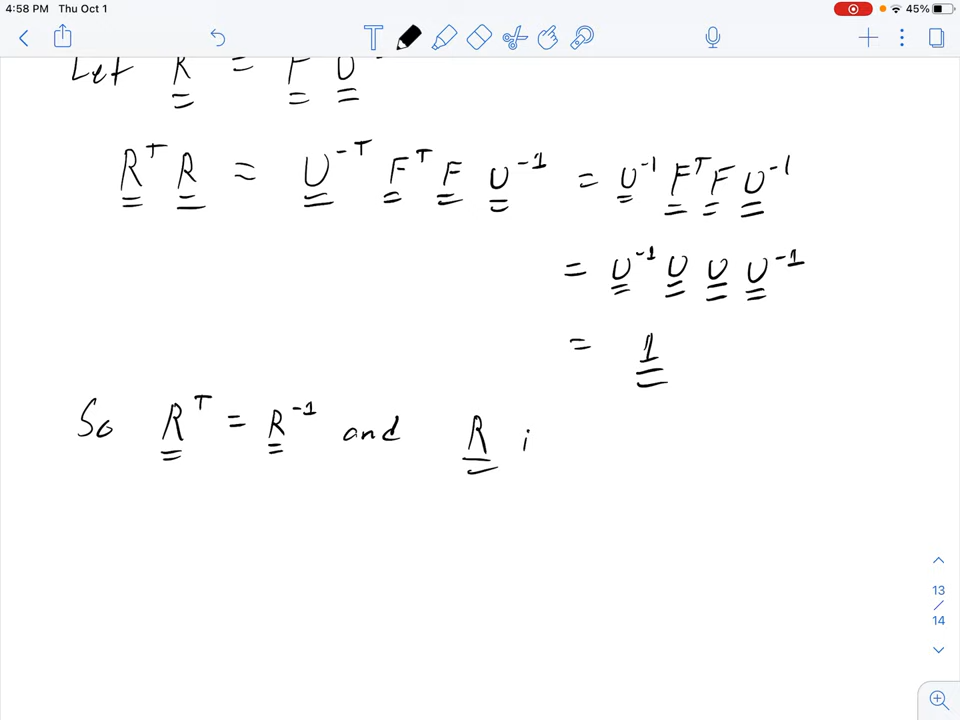 4:58 PM Thu Oct 1 45%
Let R = F U
R^T R = U^-T F^T F U^-1 = U^-1 F^T F U^-1
= U^-1 U U U^-1
= 1
So R^T = R^-1 and R i
13
/
14